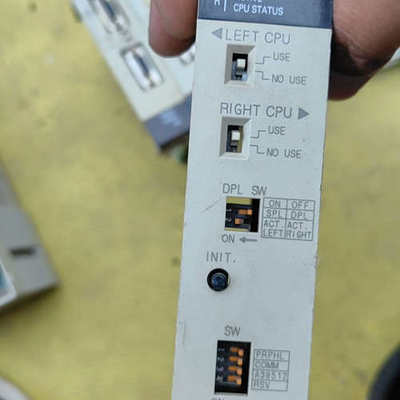 CPU STATUS
◀LEFT CPU
USE
NO USE
RIGHT CPU▶
USE
NO USE
DPL SW
ON OFF
SPL DPL
ACT. ACT.
LEFT RIGHT
ON ←
INIT.
SW
PRPHL
COMM
RSV